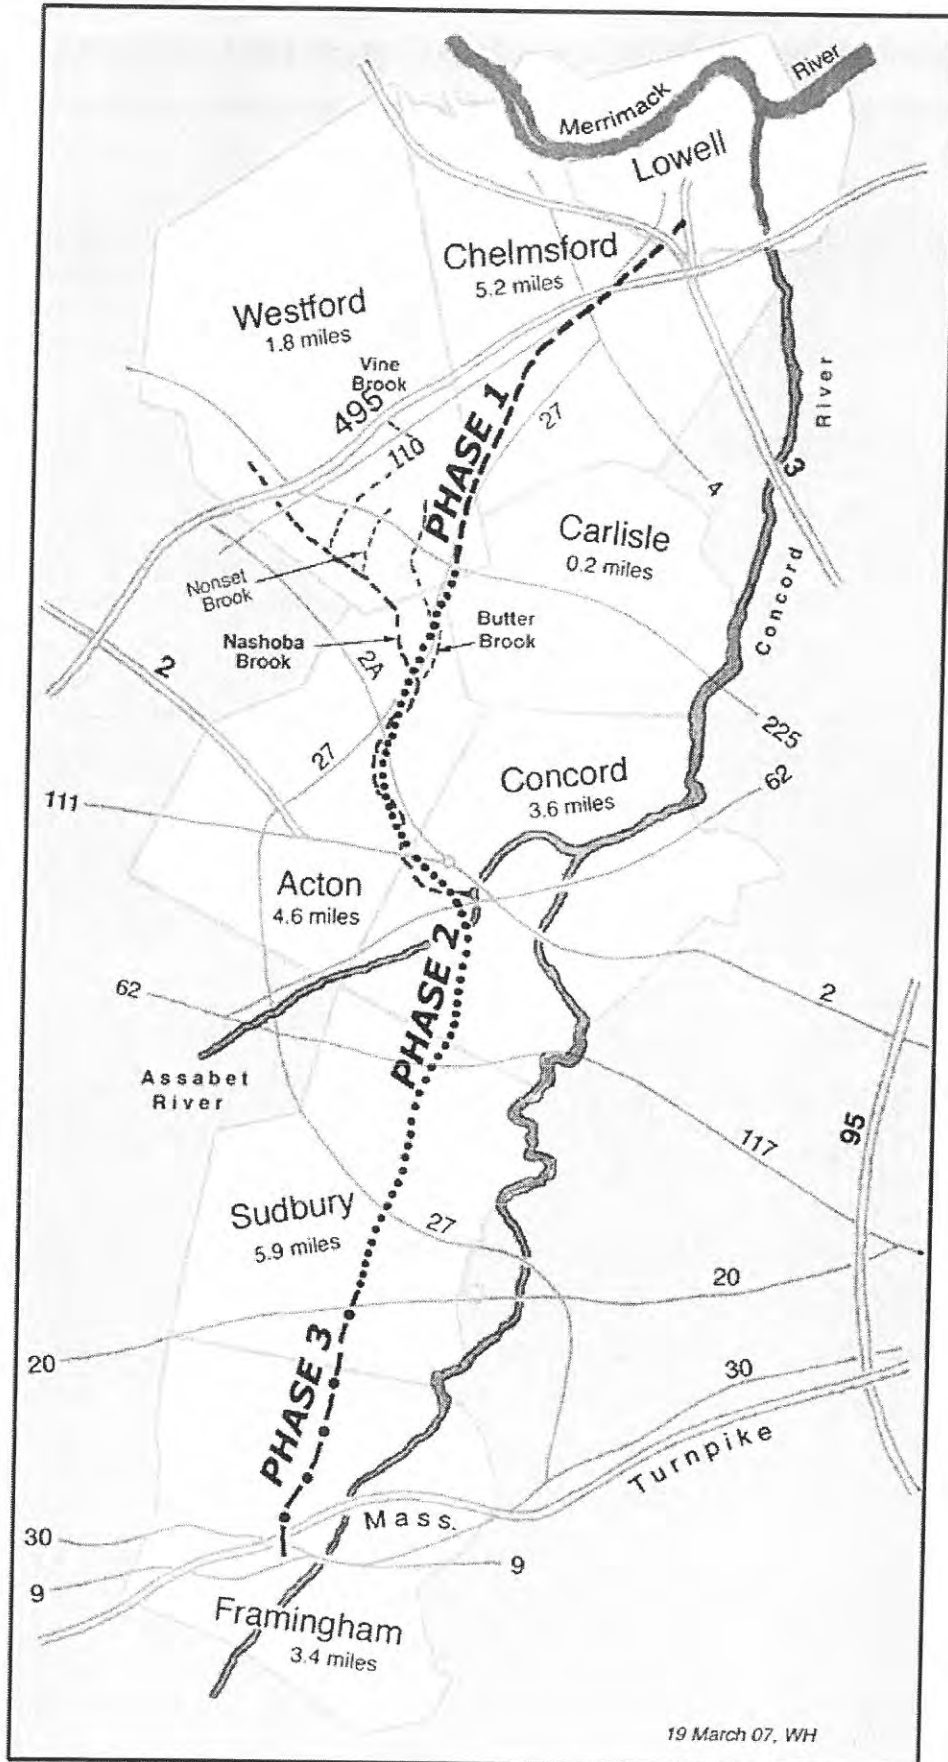 Merrimack
River
Lowell
Chelmsford
5.2 miles
Westford
1.8 miles
Vine
Brook
495
110
PHASE 1
27
4
3
River
Concord
Carlisle
0.2 miles
Nonset
Brook
Nashoba
Brook
Butter
Brook
2
2A
27
225
62
111
Concord
3.6 miles
Acton
4.6 miles
PHASE 2
62
2
Assabet
River
95
117
Sudbury
5.9 miles
27
20
20
PHASE 3
30
Turnpike
Mass.
30
9
9
Framingham
3.4 miles
19 March 07, WH